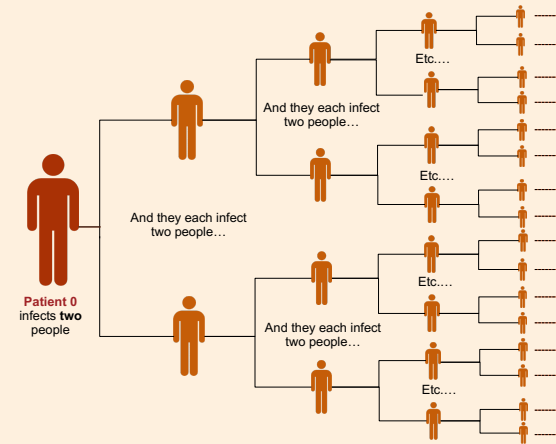 Etc....
And they each infect
two people…
Etc....
And they each infect
two people…
Patient 0
infects two
people
Etc....
And they each infect
two people…
Etc....